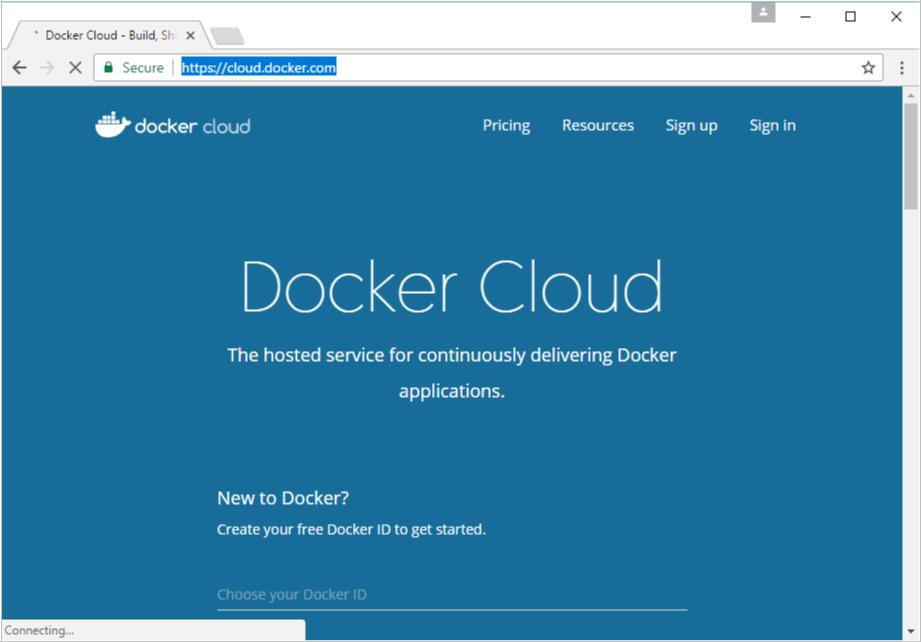 Docker Cloud - Build, Shi
Secure
https://cloud.docker.com
docker cloud
Pricing
Resources
Sign up
Sign in
Docker Cloud
The hosted service for continuously delivering Docker
applications.
New to Docker?
Create your free Docker ID to get started.
Choose your Docker ID
Connecting...